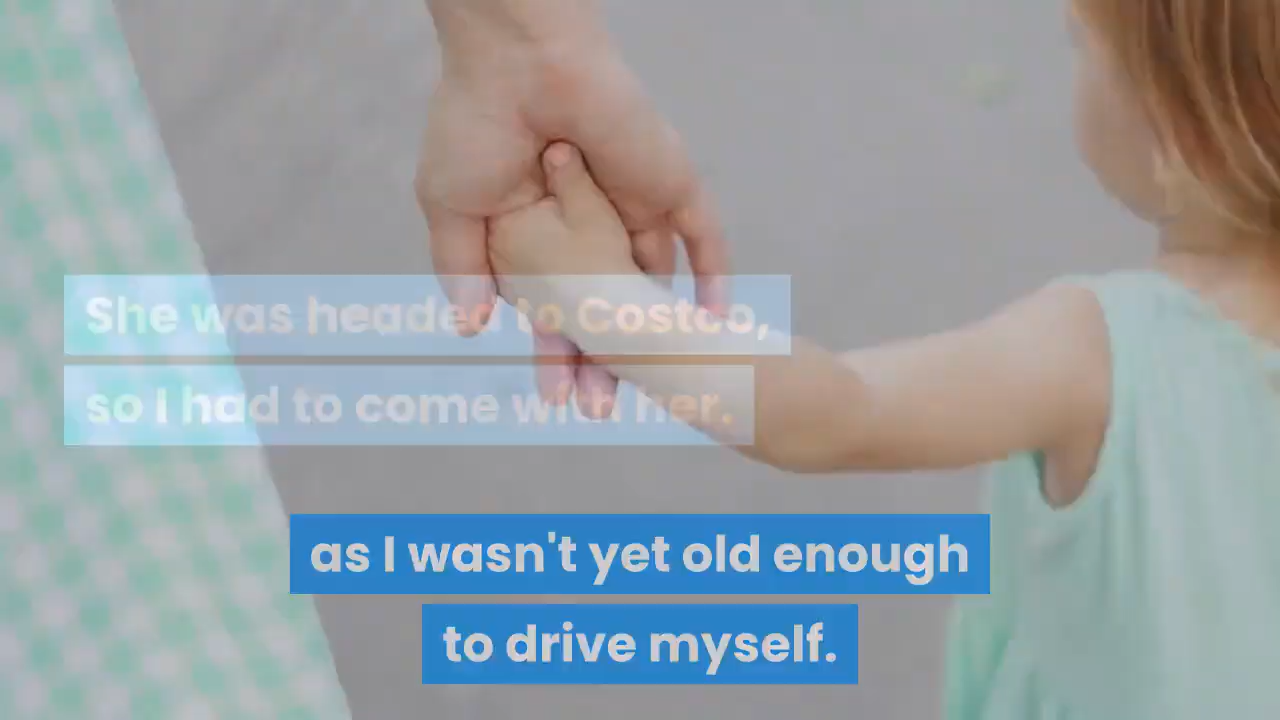 She was headed to Costco,
so I had to come with her.
as I wasn't yet old enough
to drive myself.